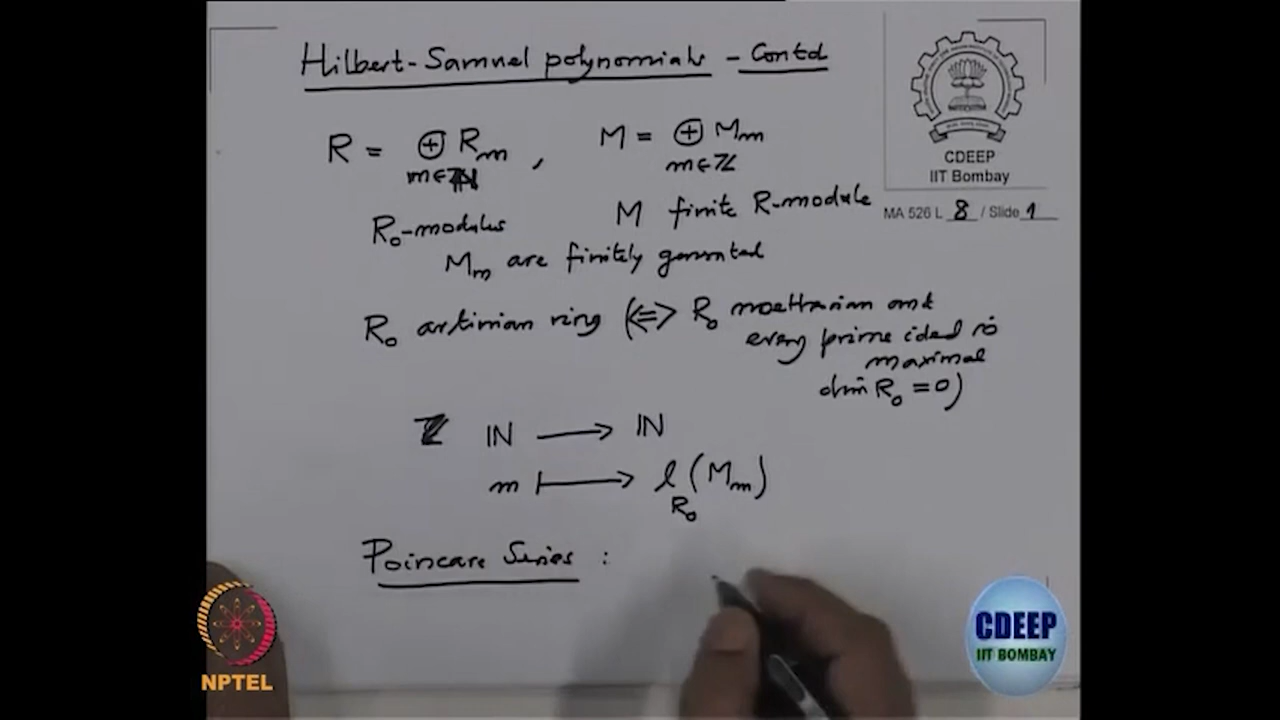 Hilbert-Samuel polynomials - Contd
R = ⊕ R_m , M = ⊕ M_m
m∈ℕ m∈ℤ
R_0-modules M finite R-module
M_m are finitely generated
R_0 artinian ring (⟺ R_0 noetherian and
every prime ideal is
maximal
dim R_0 = 0)
ℕ ⟶ ℕ
m ⟼ ℓ_{R_0} (M_m)
Poincare Series :
CDEEP
IIT Bombay
MA 526 L 8 / Slide 1
NPTEL
CDEEP
IIT BOMBAY